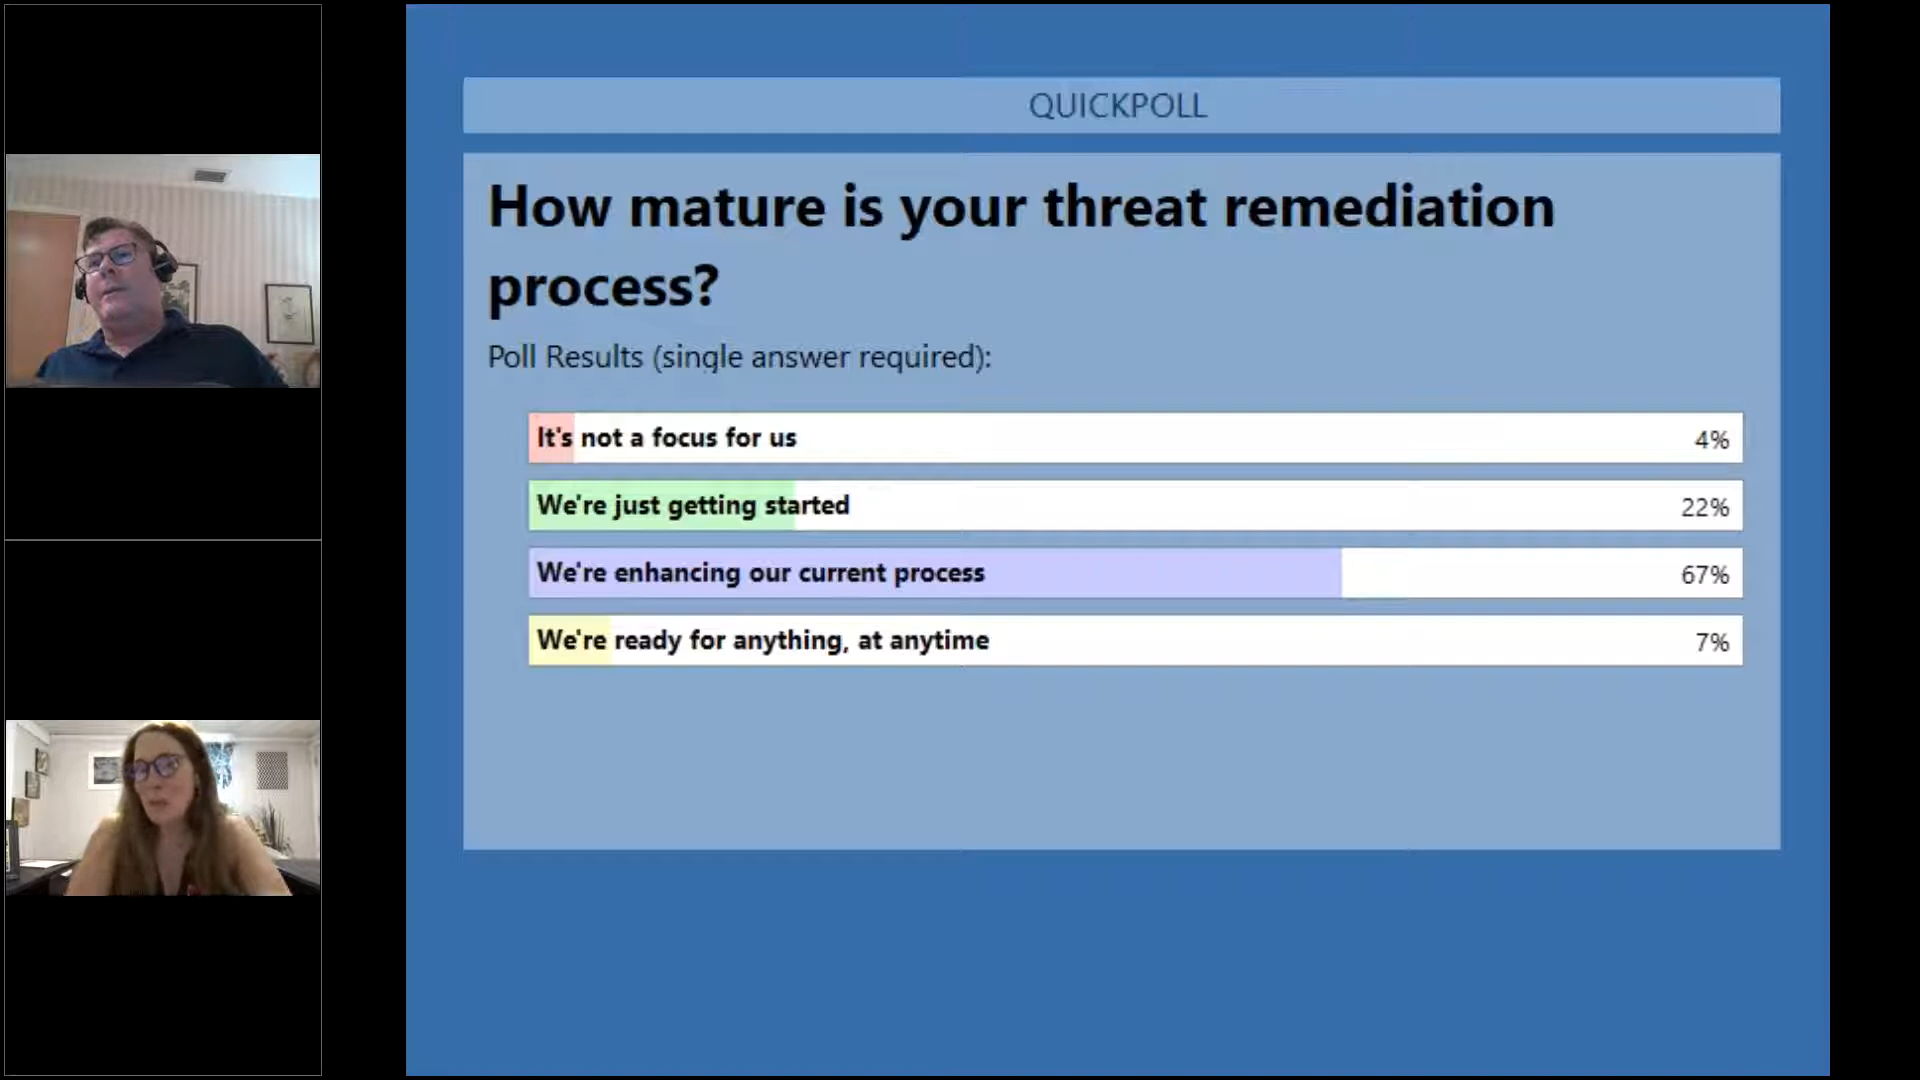 QUICKPOLL
How mature is your threat remediation
process?
Poll Results (single answer required):
It's not a focus for us 4%
We're just getting started 22%
We're enhancing our current process 67%
We're ready for anything, at anytime 7%